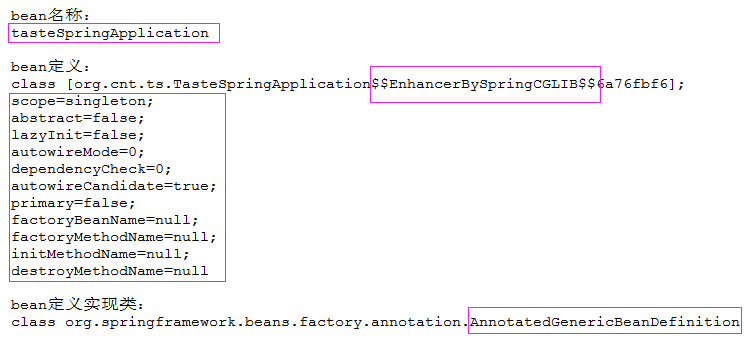 bean名称:
tasteSpringApplication
bean定义:
class [org.cnt.ts.TasteSpringApplication$$EnhancerBySpringCGLIB$$6a76fbf6];
scope=singleton;
abstract=false;
lazyInit=false;
autowireMode=0;
dependencyCheck=0;
autowireCandidate=true;
primary=false;
factoryBeanName=null;
factoryMethodName=null;
initMethodName=null;
destroyMethodName=null
bean定义实现类:
class org.springframework.beans.factory.annotation.AnnotatedGenericBeanDefinition